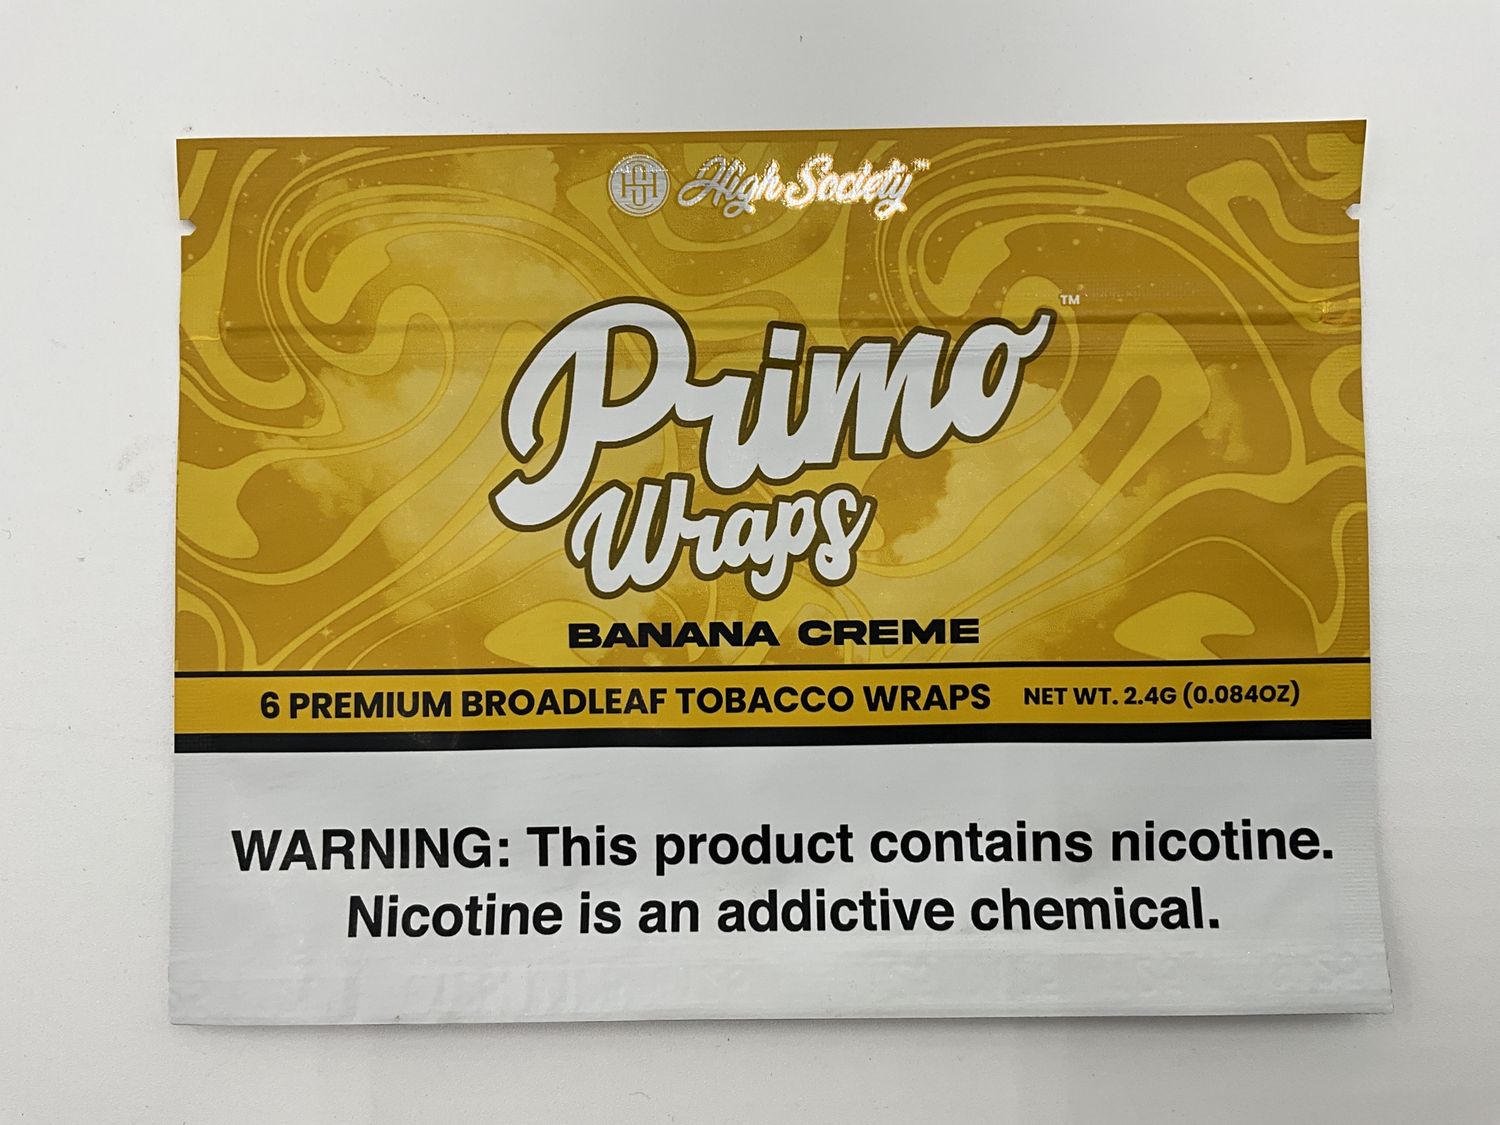 HS High Society™
Primo™
Wraps
BANANA CREME
6 PREMIUM BROADLEAF TOBACCO WRAPS NET WT. 2.4G (0.084OZ)
WARNING: This product contains nicotine.
Nicotine is an addictive chemical.